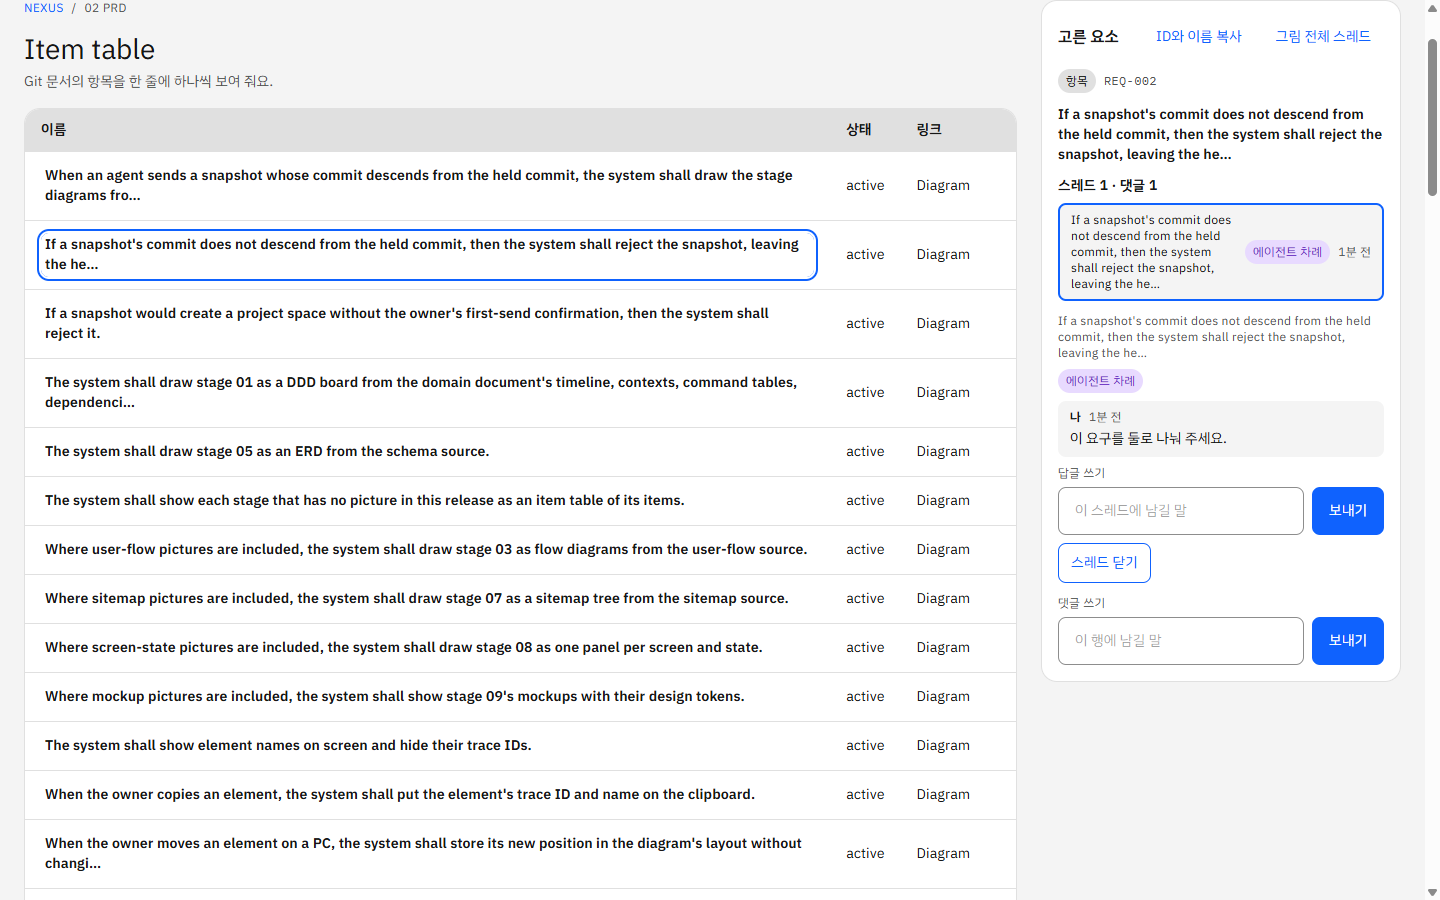 NEXUS / 02 PRD
Item table
Git 문서의 항목을 한 줄에 하나씩 보여 줘요.
이름 상태 링크
When an agent sends a snapshot whose commit descends from the held commit, the system shall draw the stage
diagrams fro...
active Diagram
If a snapshot's commit does not descend from the held commit, then the system shall reject the snapshot, leaving
the he...
active Diagram
If a snapshot would create a project space without the owner's first-send confirmation, then the system shall
reject it.
active Diagram
The system shall draw stage 01 as a DDD board from the domain document's timeline, contexts, command tables,
dependenci...
active Diagram
The system shall draw stage 05 as an ERD from the schema source. active Diagram
The system shall show each stage that has no picture in this release as an item table of its items. active Diagram
Where user-flow pictures are included, the system shall draw stage 03 as flow diagrams from the user-flow source. active Diagram
Where sitemap pictures are included, the system shall draw stage 07 as a sitemap tree from the sitemap source. active Diagram
Where screen-state pictures are included, the system shall draw stage 08 as one panel per screen and state. active Diagram
Where mockup pictures are included, the system shall show stage 09's mockups with their design tokens. active Diagram
The system shall show element names on screen and hide their trace IDs. active Diagram
When the owner copies an element, the system shall put the element's trace ID and name on the clipboard. active Diagram
When the owner moves an element on a PC, the system shall store its new position in the diagram's layout without
changi...
active Diagram
고른 요소 ID와 이름 복사 그림 전체 스레드
항목 REQ-002
If a snapshot's commit does not descend from
the held commit, then the system shall reject the
snapshot, leaving the he...
스레드 1 · 댓글 1
If a snapshot's commit does
not descend from the held
commit, then the system
shall reject the snapshot,
leaving the he...
에이전트 차례 1분 전
If a snapshot's commit does not descend from the held
commit, then the system shall reject the snapshot,
leaving the he...
에이전트 차례
나 1분 전
이 요구를 둘로 나눠 주세요.
답글 쓰기
이 스레드에 남길 말 보내기
스레드 닫기
댓글 쓰기
이 행에 남길 말 보내기